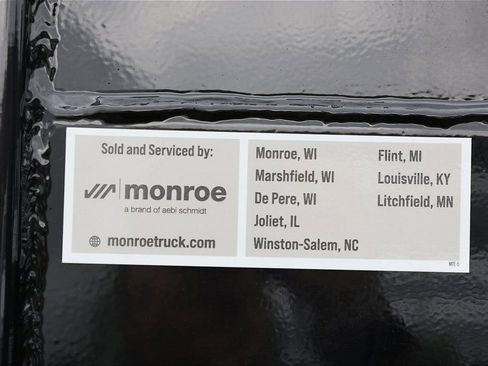 Sold and Serviced by:
monroe
a brand of aebi schmidt
monroetruck.com
Monroe, WI
Marshfield, WI
De Pere, WI
Joliet, IL
Winston-Salem, NC
Flint, MI
Louisville, KY
Litchfield, MN